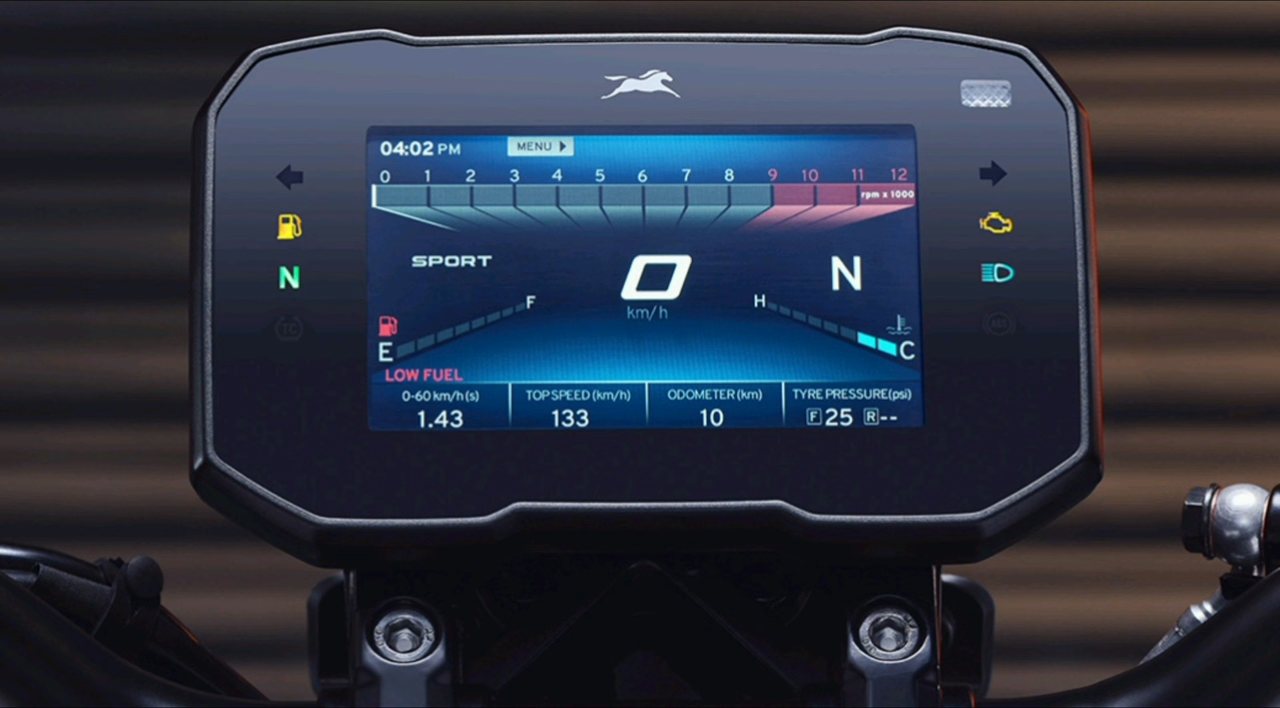 04:02 PM MENU
0 1 2 3 4 5 6 7 8 9 10 11 12
rpm x 1000
SPORT 0 N
km/h
N
F H
TC ABS
E C
LOW FUEL
0-60 km/h (s) TOP SPEED (km/h) ODOMETER (km) TYRE PRESSURE(psi)
1.43 133 10 F 25 R --